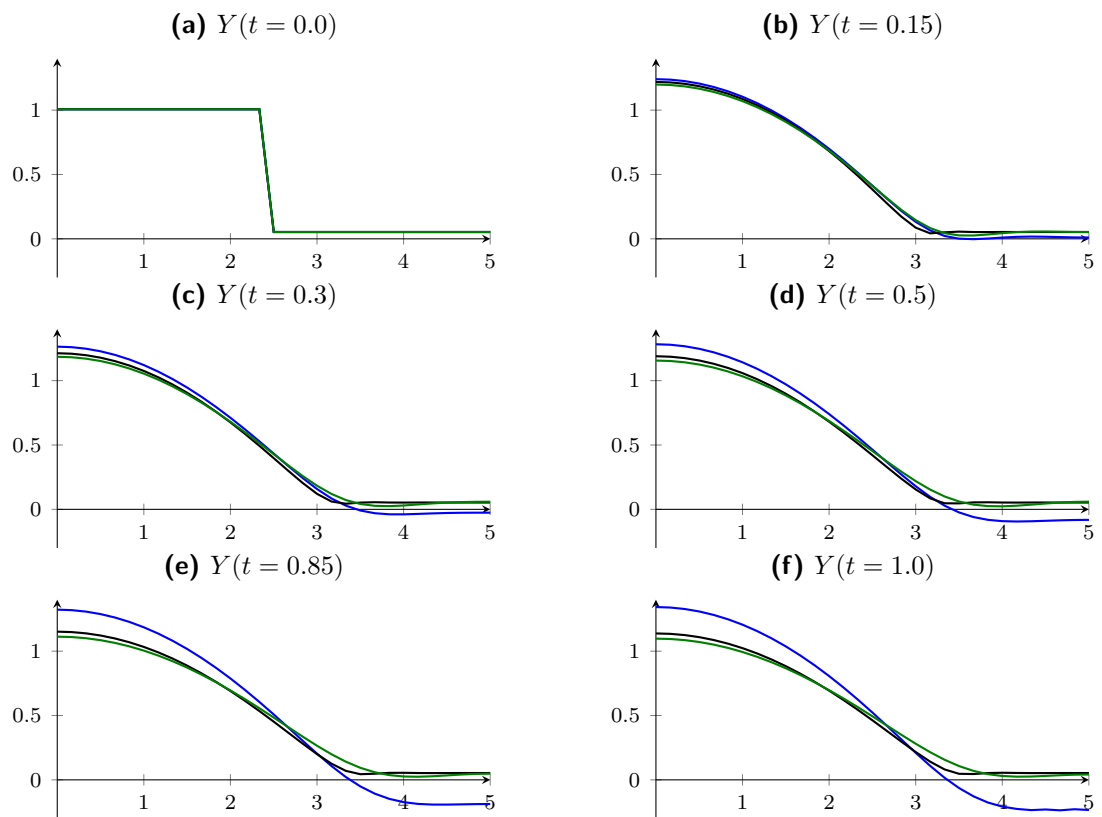 (a) Y(t = 0.0)
1
0.5
0
1 2 3 4 5
(b) Y(t = 0.15)
1
0.5
0
1 2 3 4 5
(c) Y(t = 0.3)
1
0.5
0
1 2 3 4 5
(d) Y(t = 0.5)
1
0.5
0
1 2 3 4 5
(e) Y(t = 0.85)
1
0.5
0
1 2 3 4 5
(f) Y(t = 1.0)
1
0.5
0
1 2 3 4 5